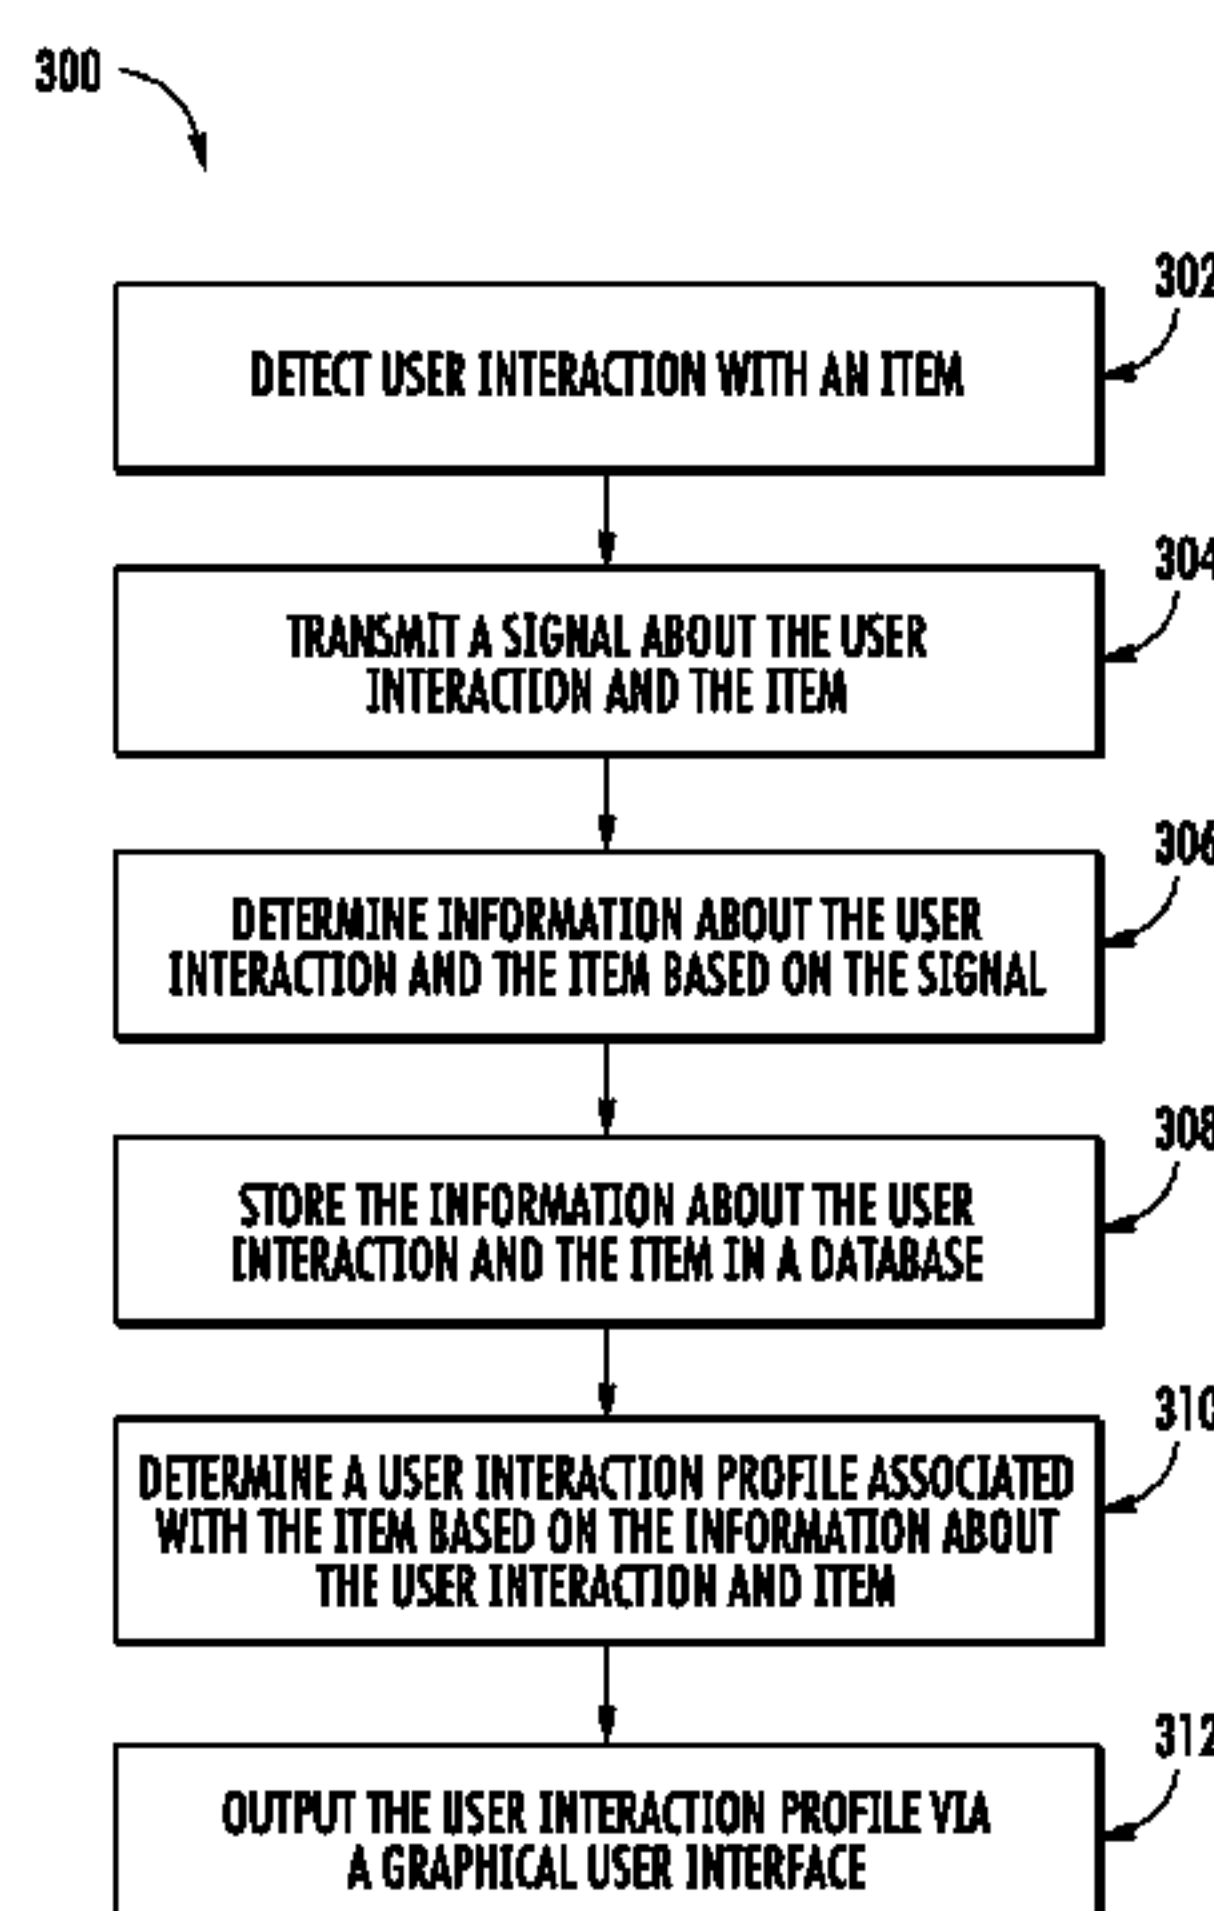 300
302
DETECT USER INTERACTION WITH AN ITEM
304
TRANSMIT A SIGNAL ABOUT THE USER
INTERACTION AND THE ITEM
306
DETERMINE INFORMATION ABOUT THE USER
INTERACTION AND THE ITEM BASED ON THE SIGNAL
308
STORE THE INFORMATION ABOUT THE USER
INTERACTION AND THE ITEM IN A DATABASE
310
DETERMINE A USER INTERACTION PROFILE ASSOCIATED
WITH THE ITEM BASED ON THE INFORMATION ABOUT
THE USER INTERACTION AND ITEM
312
OUTPUT THE USER INTERACTION PROFILE VIA
A GRAPHICAL USER INTERFACE